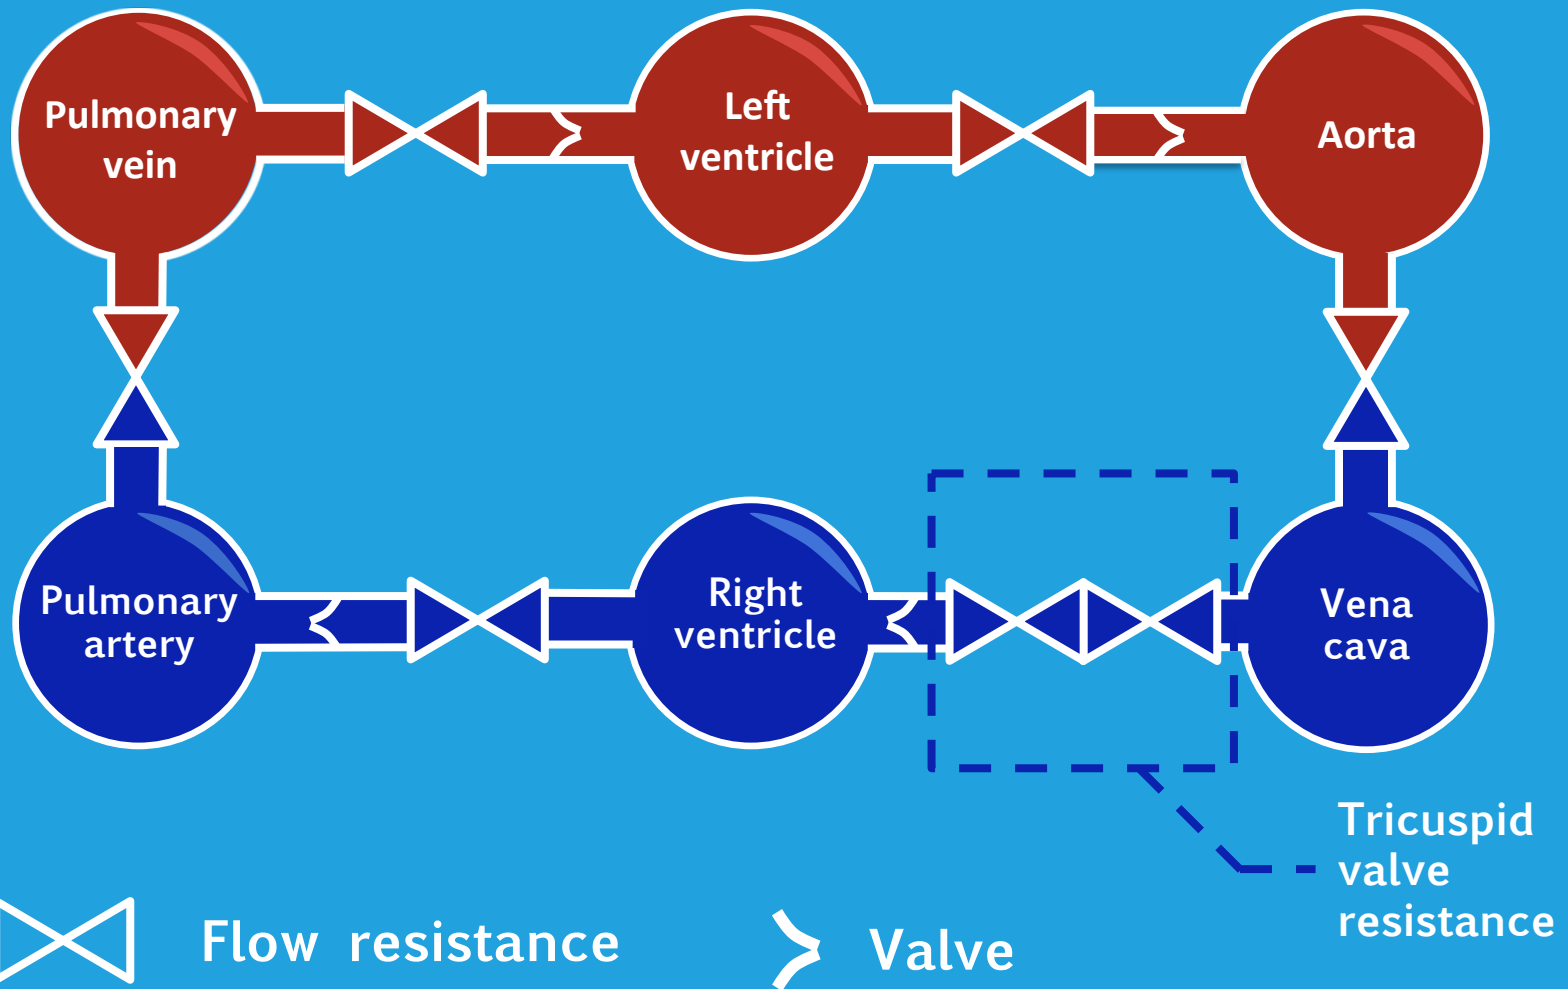 Pulmonary
vein
Left
ventricle
Aorta
Pulmonary
artery
Right
ventricle
Vena
cava
Tricuspid
valve
resistance
Flow resistance
Valve